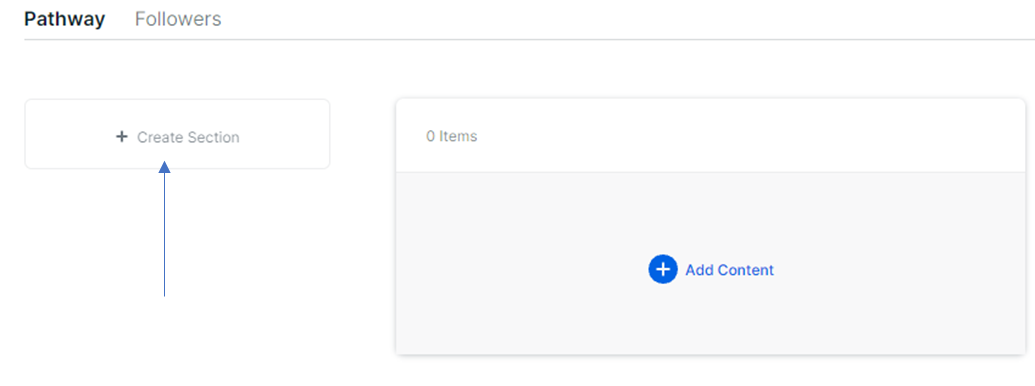 Pathway Followers
+ Create Section
0 Items
+ Add Content